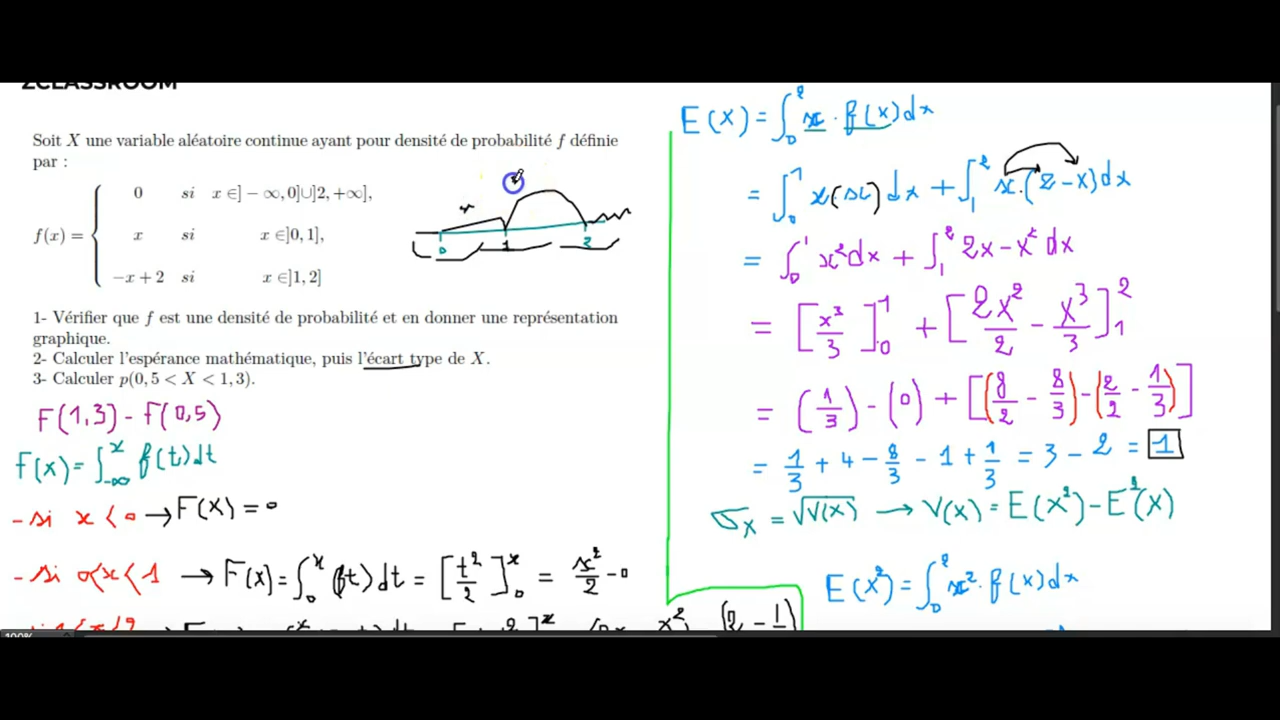 ZCLASSROOM
Soit X une variable aléatoire continue ayant pour densité de probabilité f définie
par :
f(x) = { 0 si x ∈] − ∞, 0]∪]2, +∞],
x si x ∈]0, 1],
−x + 2 si x ∈]1, 2]
x
0 1 2
1- Vérifier que f est une densité de probabilité et en donner une représentation
graphique.
2- Calculer l'espérance mathématique, puis l'écart type de X.
3- Calculer p(0, 5 < X < 1, 3).
F(1,3) - F(0,5)
F(x) = ∫_{-∞}^{x} f(t)dt
- si x < 0 → F(x) = 0
- si 0<x<1 → F(x) = ∫_0^x (t) dt = [t²/2]_0^x = x²/2 - 0
E(X) = ∫_0^2 x · f(x)dx
= ∫_0^1 x(x) dx + ∫_1^2 x·(2-x)dx
= ∫_0^1 x²dx + ∫_1^2 2x-x² dx
= [x³/3]_0^1 + [2x²/2 - x³/3]_1^2
= (1/3) - (0) + [(8/2 - 8/3) - (2/2 - 1/3)]
= 1/3 + 4 - 8/3 - 1 + 1/3 = 3 - 2 = 1
σ_X = √V(X) → V(X) = E(X²) - E²(X)
E(X²) = ∫_0^2 x² · f(x)dx
100%